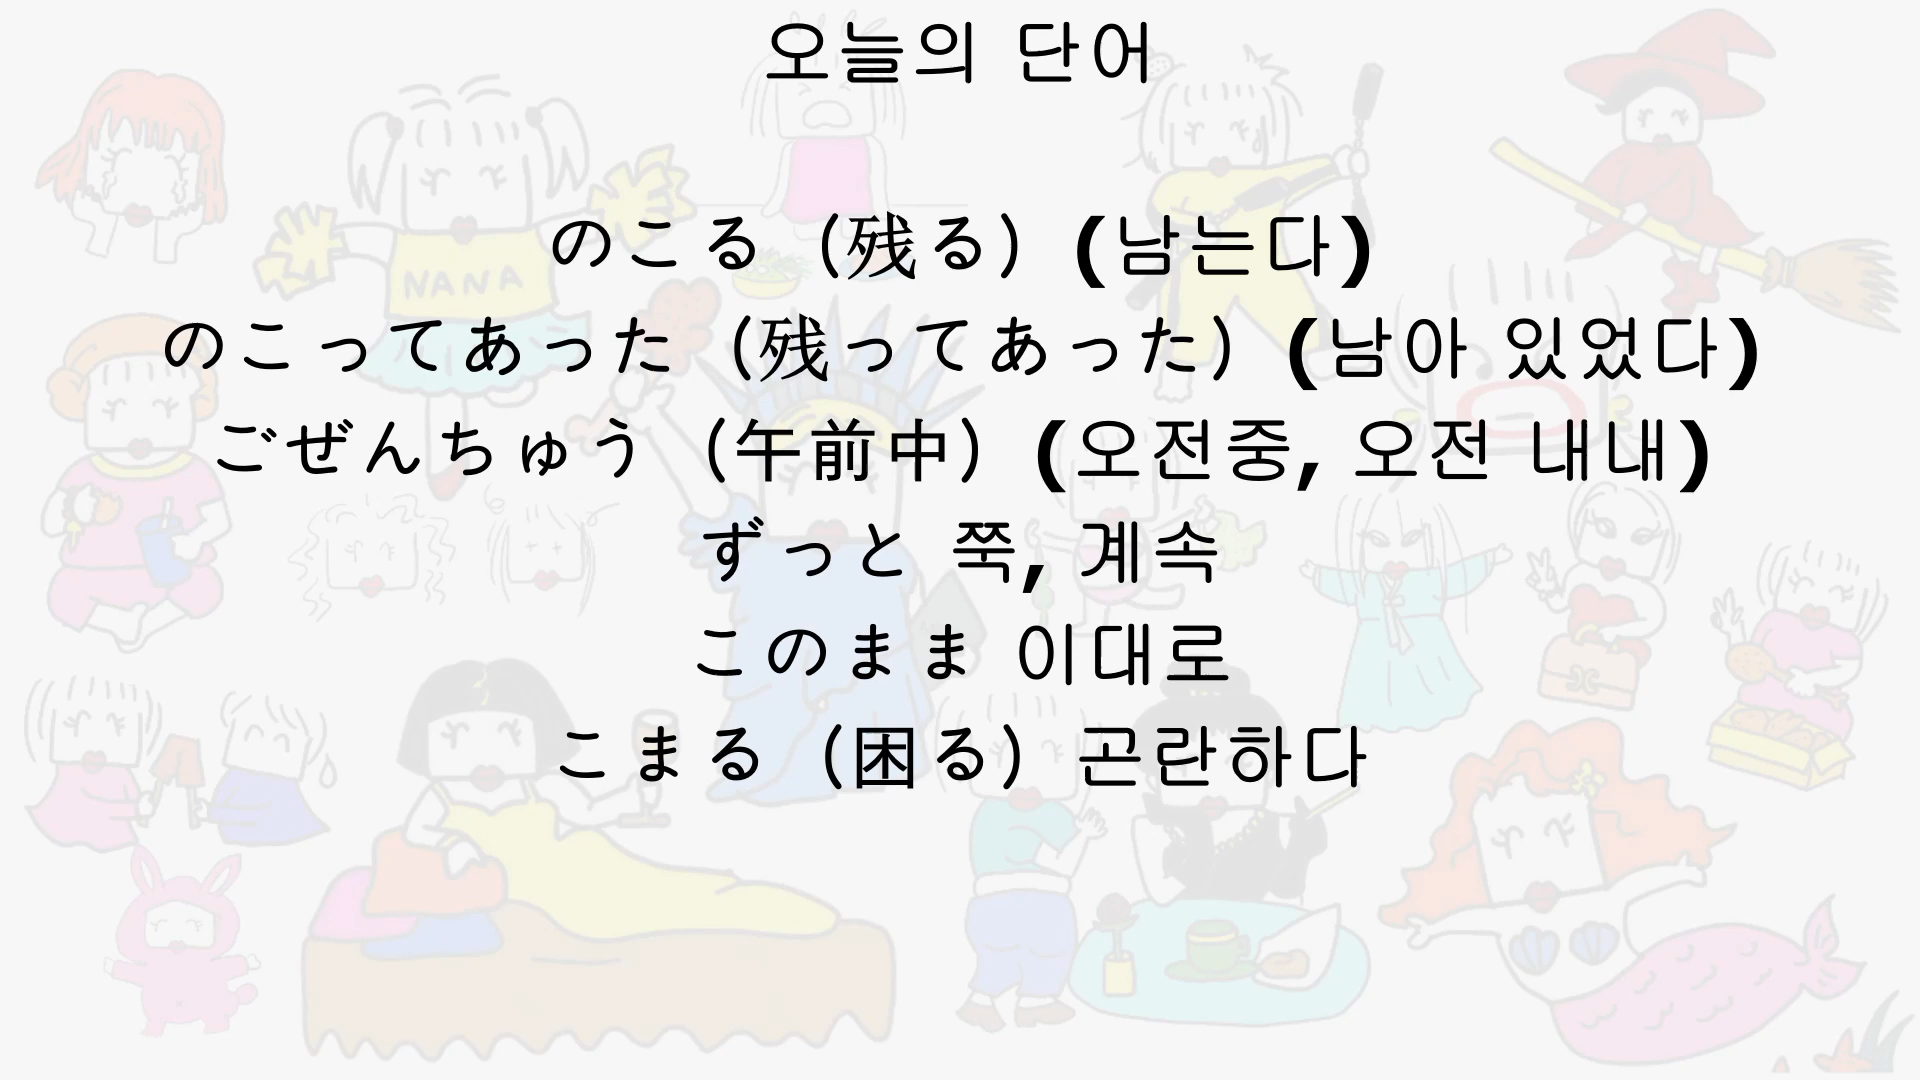 오늘의 단어
のこる（残る）(남는다)
のこってあった（残ってあった）(남아 있었다)
ごぜんちゅう（午前中）(오전중, 오전 내내)
ずっと 쭉, 계속
このまま 이대로
こまる（困る）곤란하다
NANA